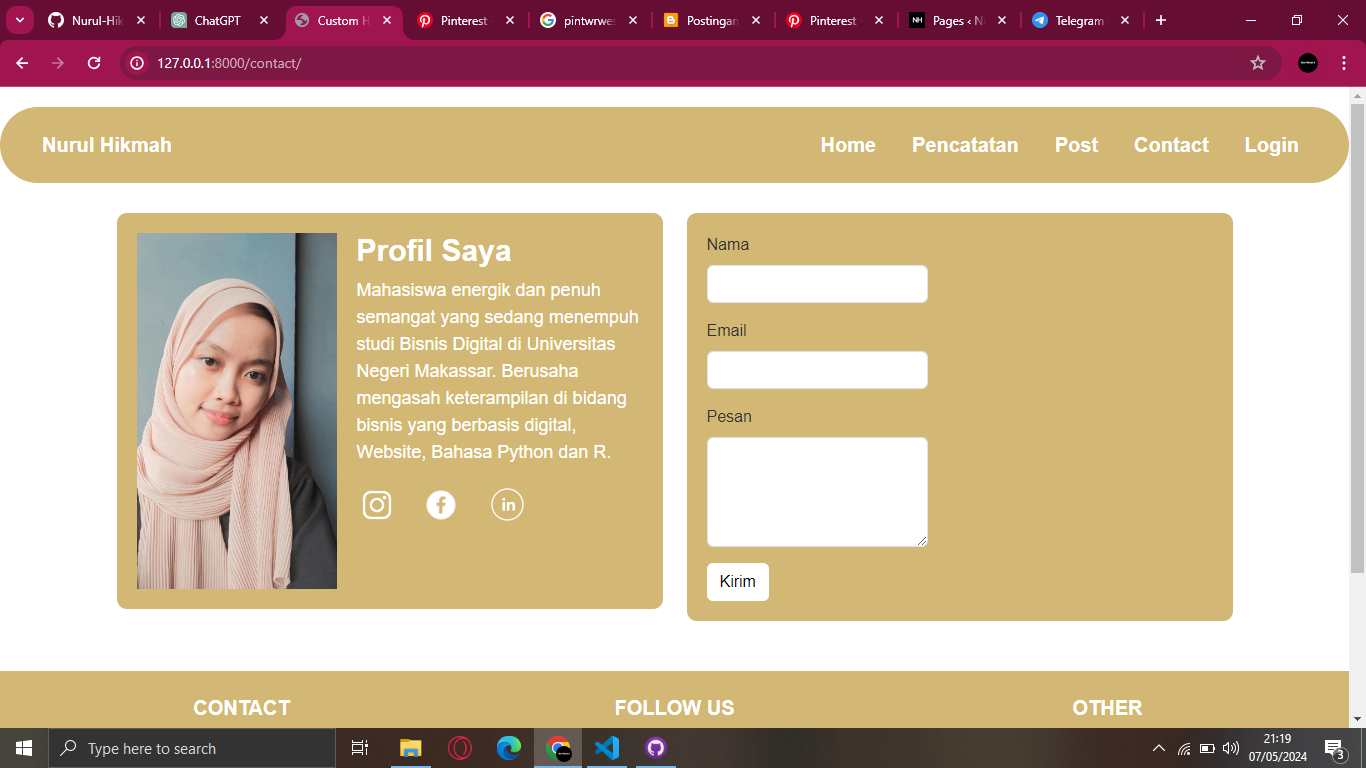 Nurul-Hik
ChatGPT
Custom H
Pinterest -
pintwrwes
Postingan
Pinterest -
Pages ‹ N
Telegram
127.0.0.1:8000/contact/
Nurul Hikmah
Home
Pencatatan
Post
Contact
Login
Profil Saya
Mahasiswa energik dan penuh
semangat yang sedang menempuh
studi Bisnis Digital di Universitas
Negeri Makassar. Berusaha
mengasah keterampilan di bidang
bisnis yang berbasis digital,
Website, Bahasa Python dan R.
Nama
Email
Pesan
Kirim
CONTACT
FOLLOW US
OTHER
Type here to search
21:19
07/05/2024
3